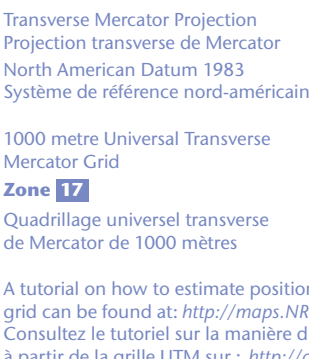 Transverse Mercator Projection
Projection transverse de Mercator
North American Datum 1983
Système de référence nord-américain
1000 metre Universal Transverse
Mercator Grid
Zone 17
Quadrillage universel transverse
de Mercator de 1000 mètres
A tutorial on how to estimate position
grid can be found at: http://maps.NR
Consultez le tutoriel sur la manière d
à partir de la grille UTM sur : http://c